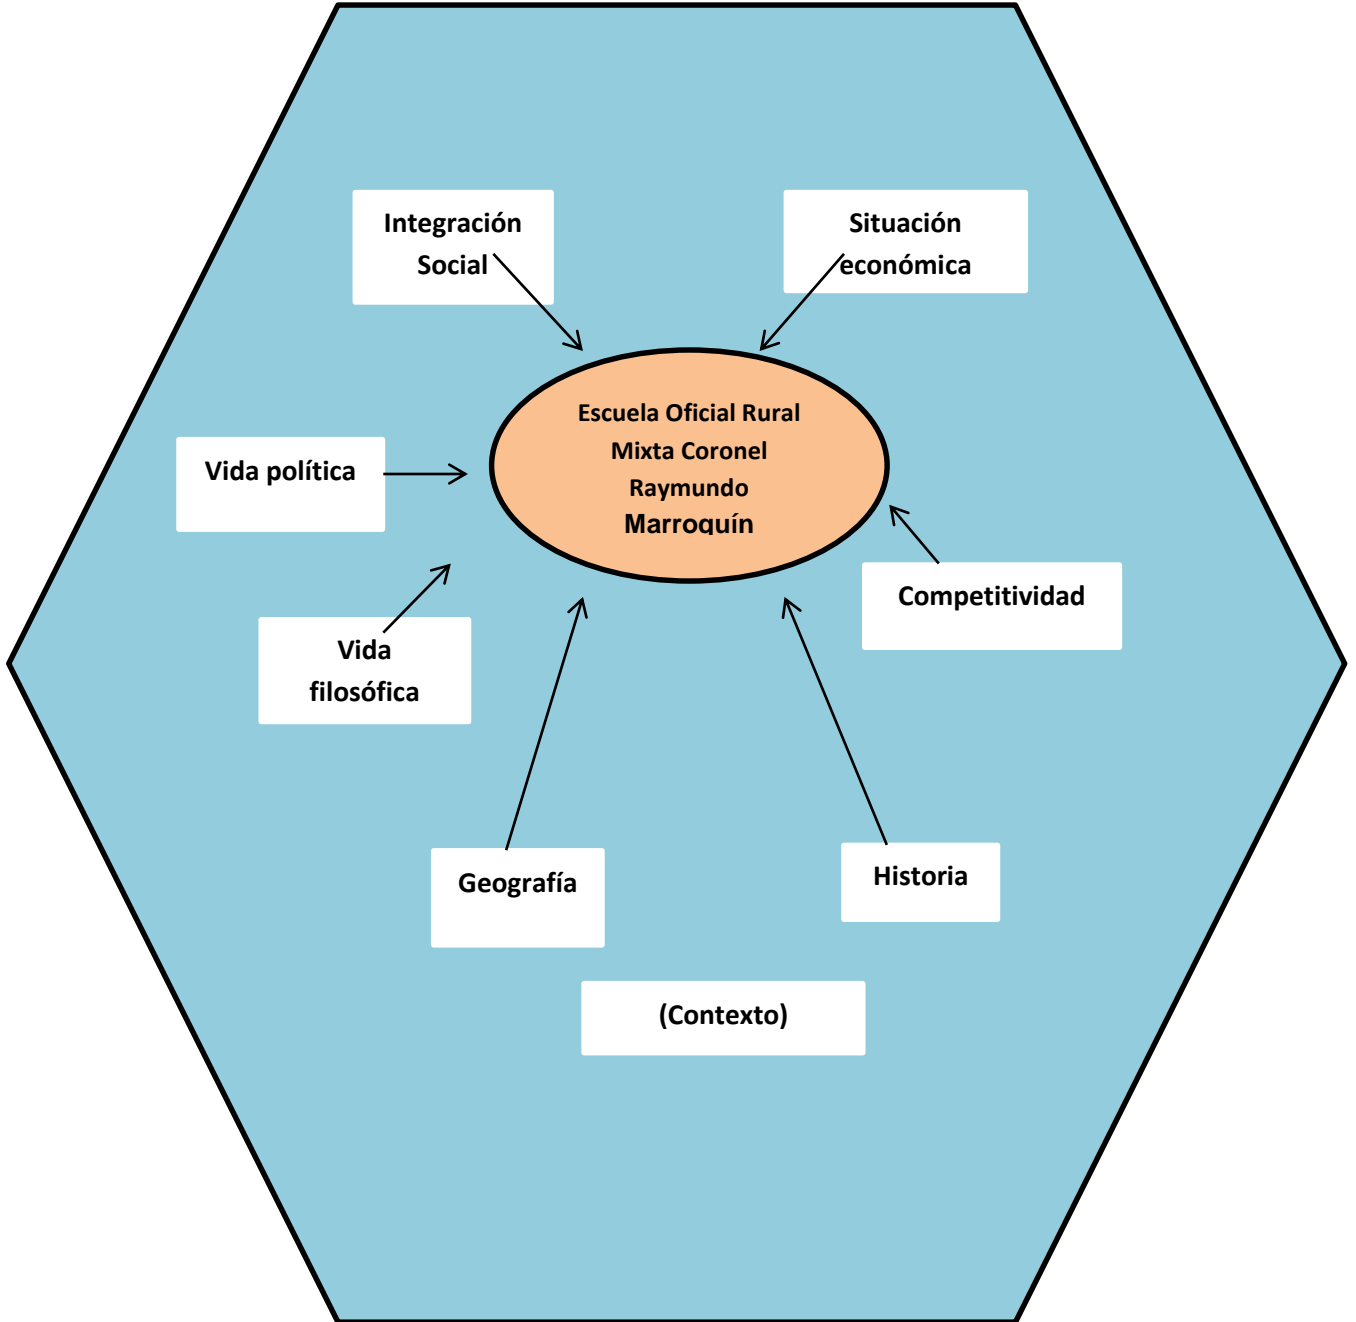 Integración
Social
Situación
económica
Escuela Oficial Rural
Mixta Coronel
Raymundo
Marroquín
Vida política
Competitividad
Vida
filosófica
Geografía
Historia
(Contexto)